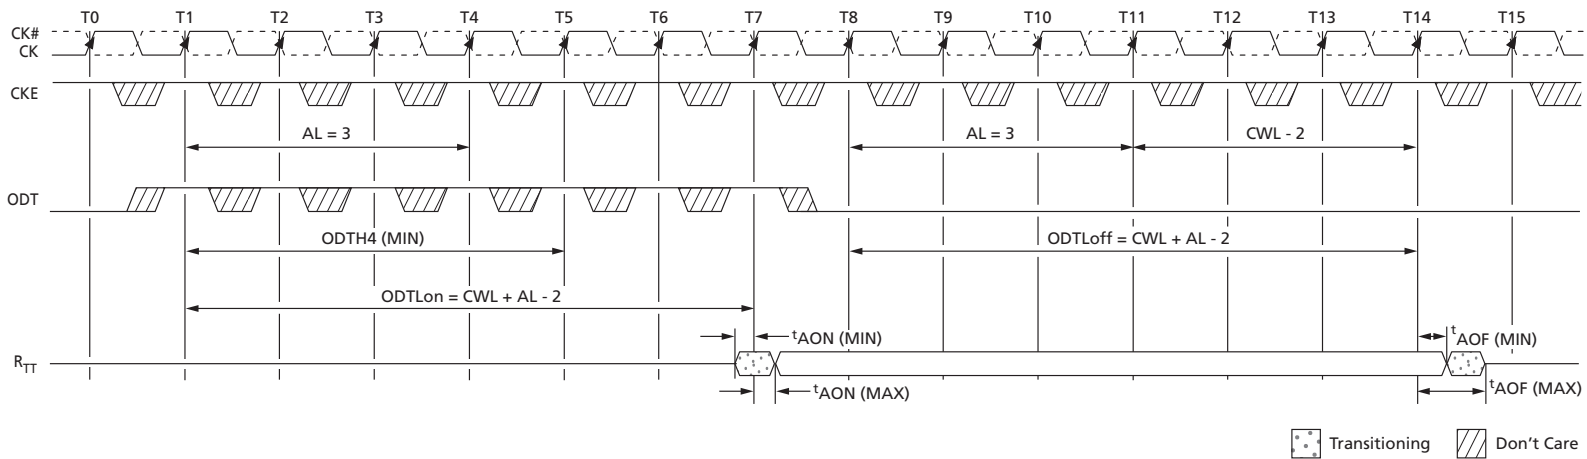 T0 T1 T2 T3 T4 T5 T6 T7 T8 T9 T10 T11 T12 T13 T14 T15
CK#
CK
CKE
AL = 3
AL = 3
CWL - 2
ODT
ODTH4 (MIN)
ODTLoff = CWL + AL - 2
ODTLon = CWL + AL - 2
tAON (MIN)
tAOF (MIN)
RTT
tAON (MAX)
tAOF (MAX)
Transitioning
Don't Care